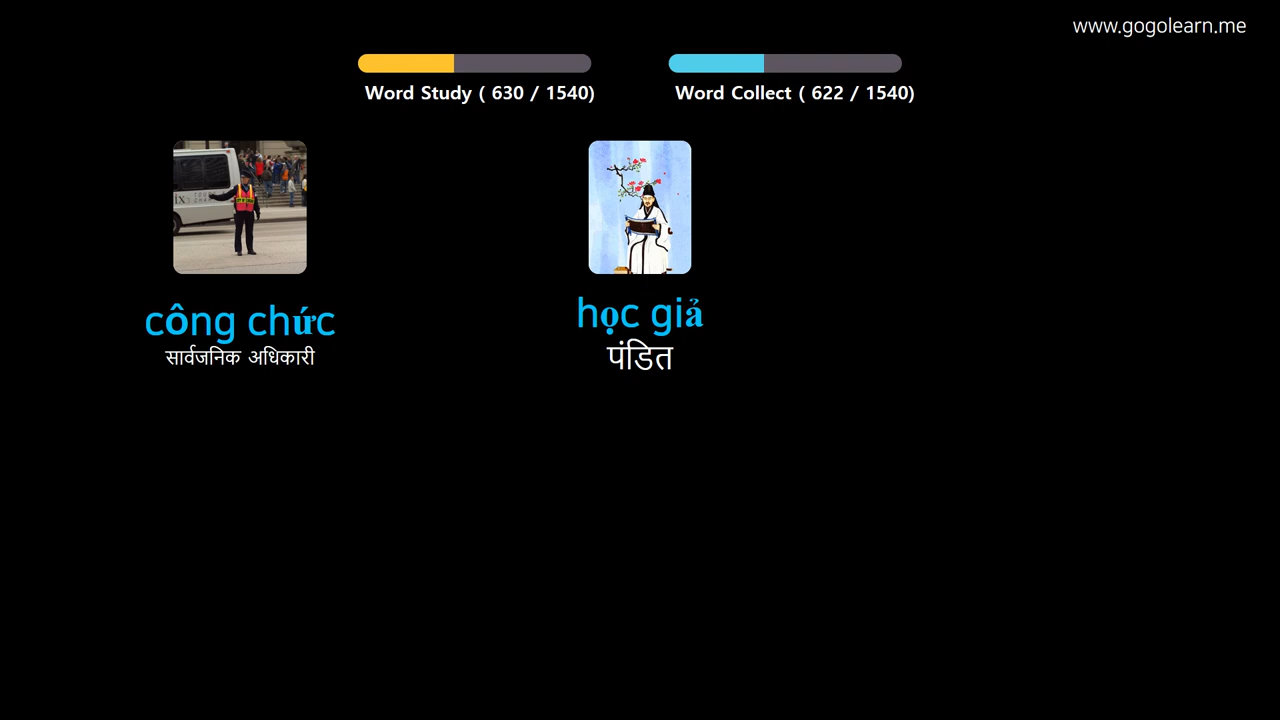 www.gogolearn.me
Word Study ( 630 / 1540)
Word Collect ( 622 / 1540)
công chức
सार्वजनिक अधिकारी
học giả
पंडित